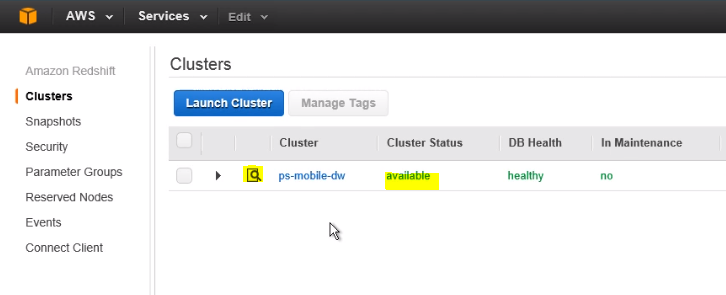 AWS Services Edit
Amazon Redshift
Clusters
Snapshots
Security
Parameter Groups
Reserved Nodes
Events
Connect Client
Clusters
Launch Cluster Manage Tags
Cluster Cluster Status DB Health In Maintenance
ps-mobile-dw available healthy no